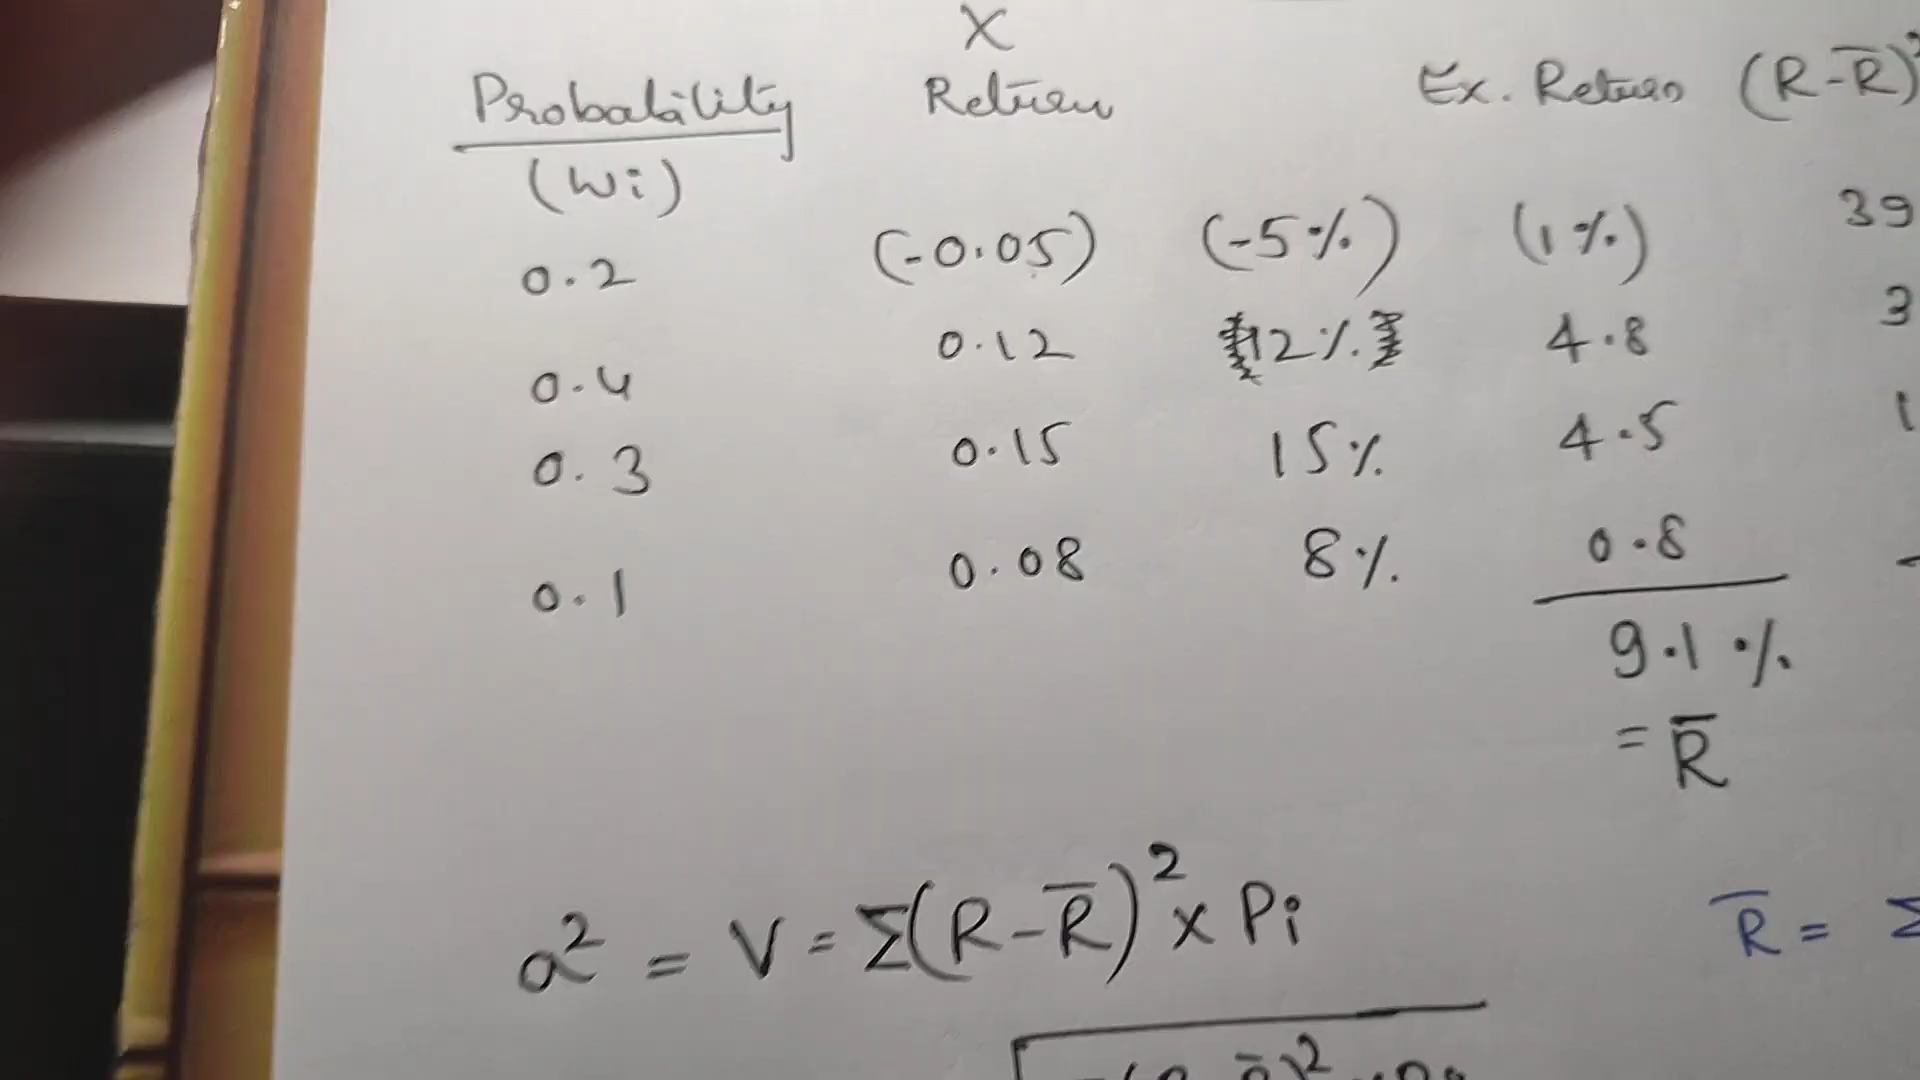 X
Probability Return Ex. Return (R-R̅)²
(Wi)
0.2 (-0.05) (-5%) (1%) 39
0.4 0.12 12% 4.8 3
0.3 0.15 15% 4.5 1
0.1 0.08 8% 0.8
9.1 %
= R̅
σ² = V = Σ(R-R̅)² x Pi
R̅ = Σ